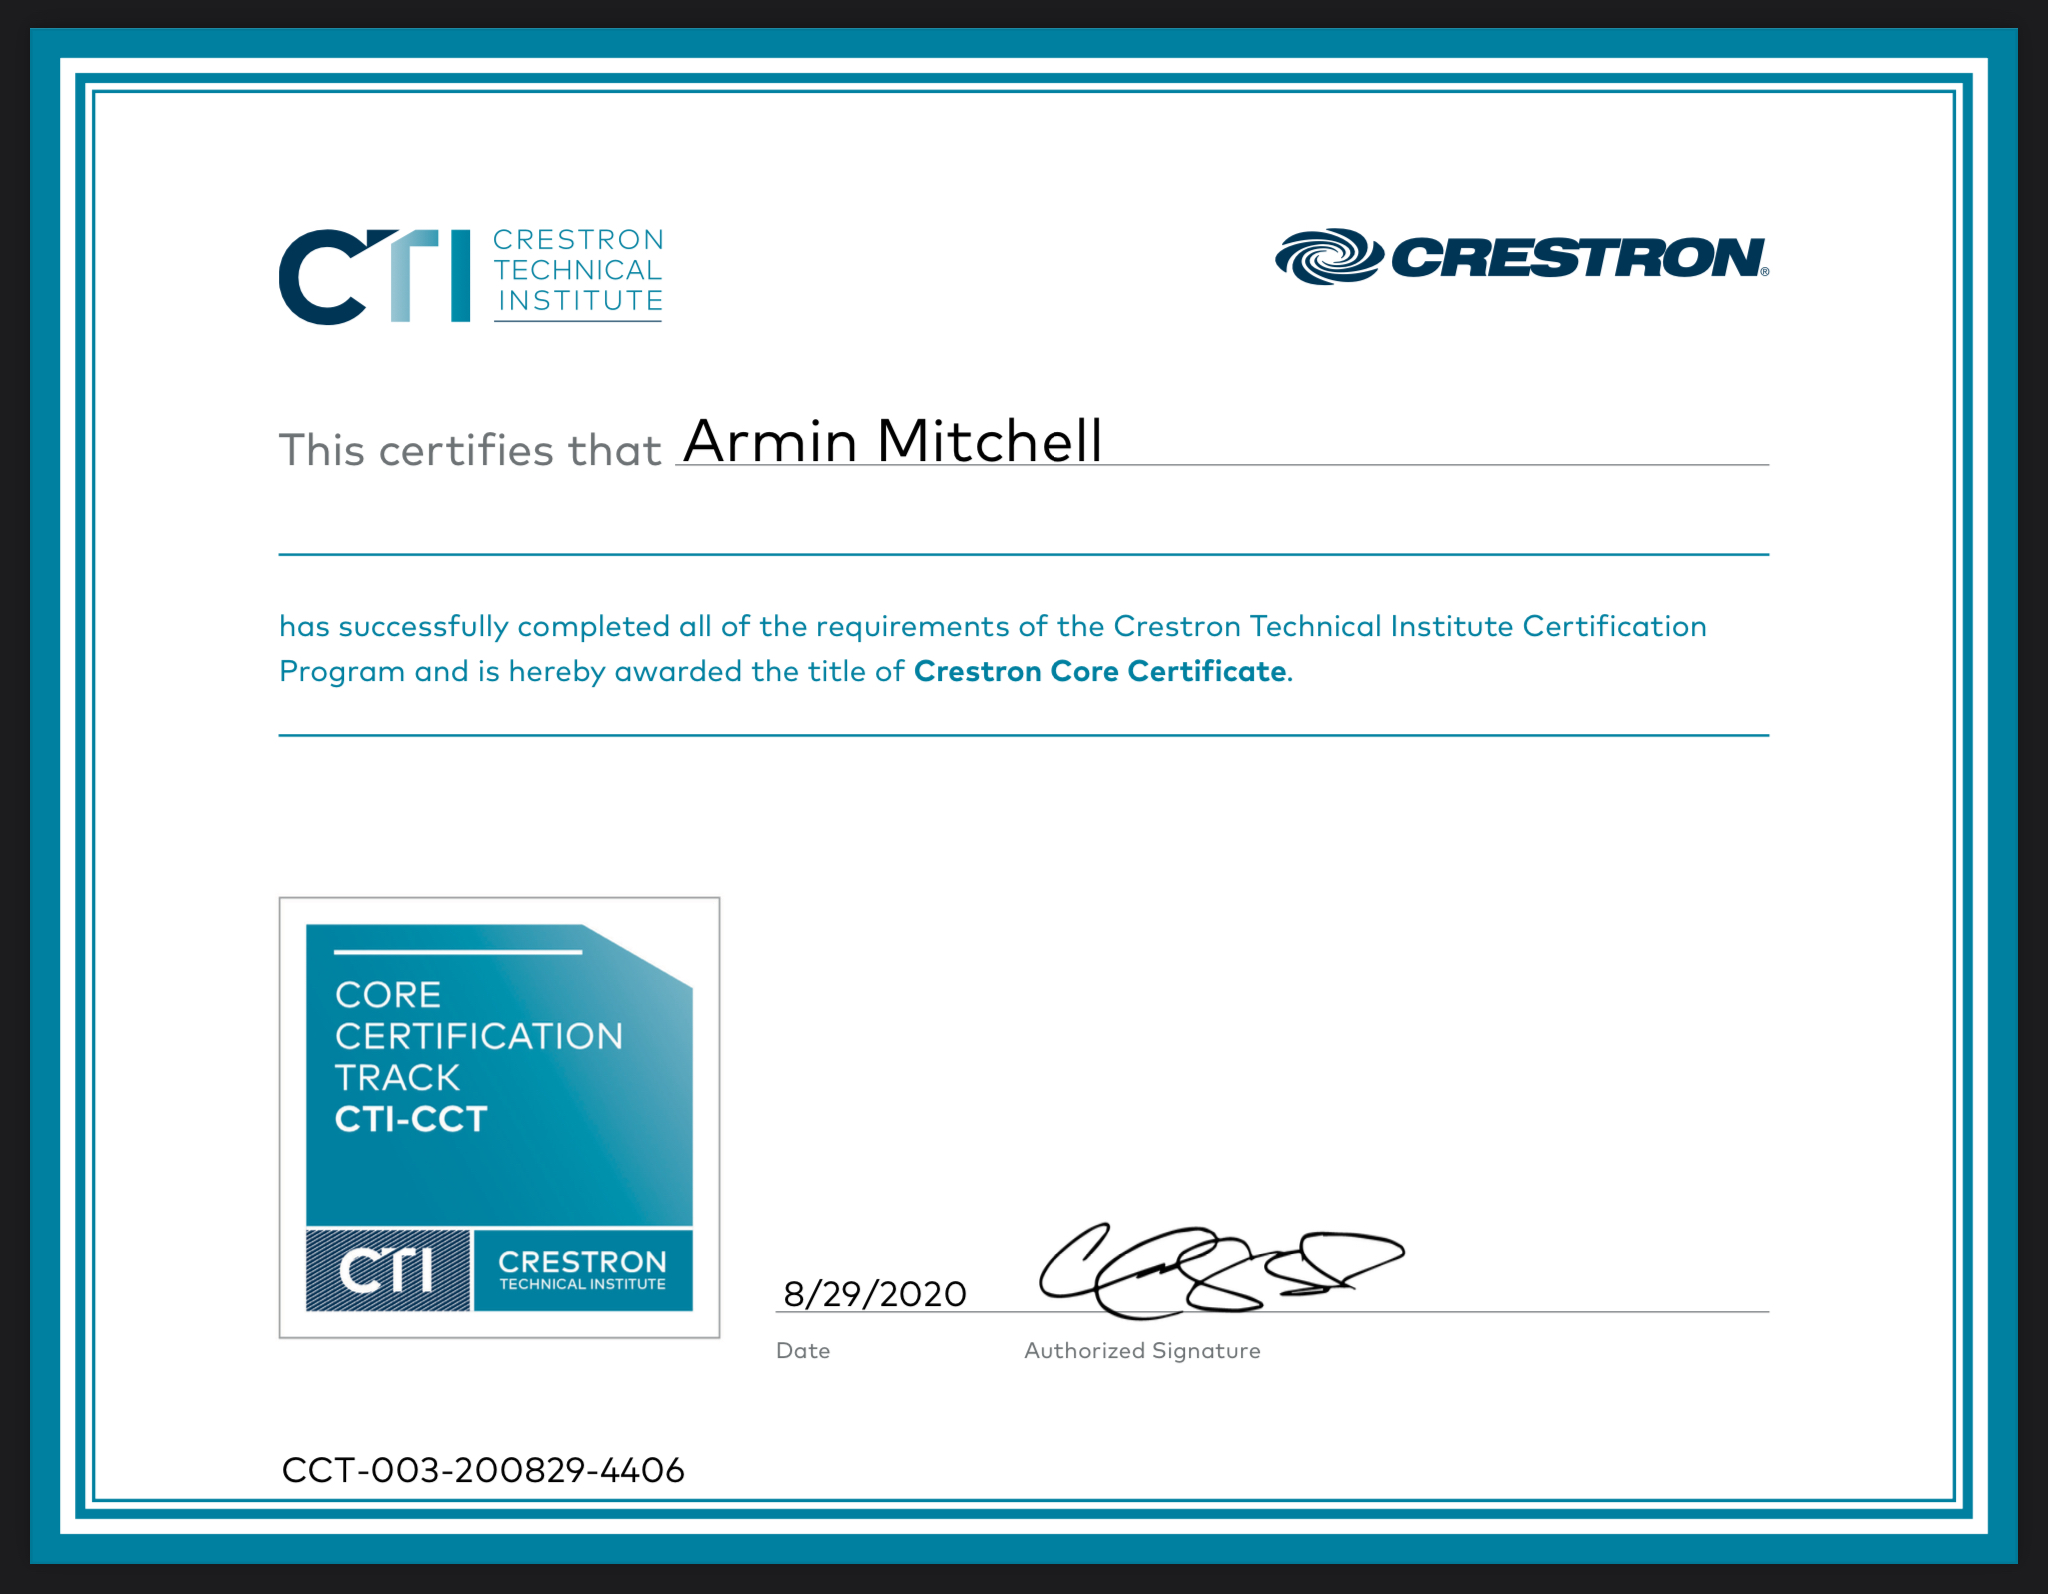 CTI
CRESTRON
TECHNICAL
INSTITUTE
CRESTRON®
This certifies that Armin Mitchell
has successfully completed all of the requirements of the Crestron Technical Institute Certification
Program and is hereby awarded the title of Crestron Core Certificate.
CORE
CERTIFICATION
TRACK
CTI-CCT
CTI
CRESTRON
TECHNICAL INSTITUTE
8/29/2020
Date
Authorized Signature
CCT-003-200829-4406